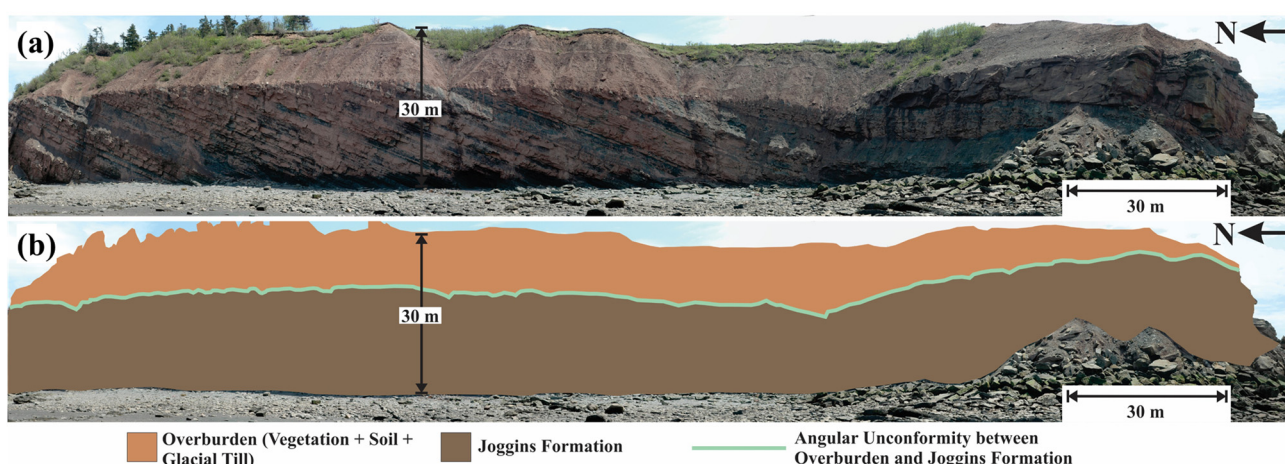 (a)
N
30 m
30 m
(b)
N
30 m
30 m
Overburden (Vegetation + Soil +
Glacial Till)
Joggins Formation
Angular Unconformity between
Overburden and Joggins Formation